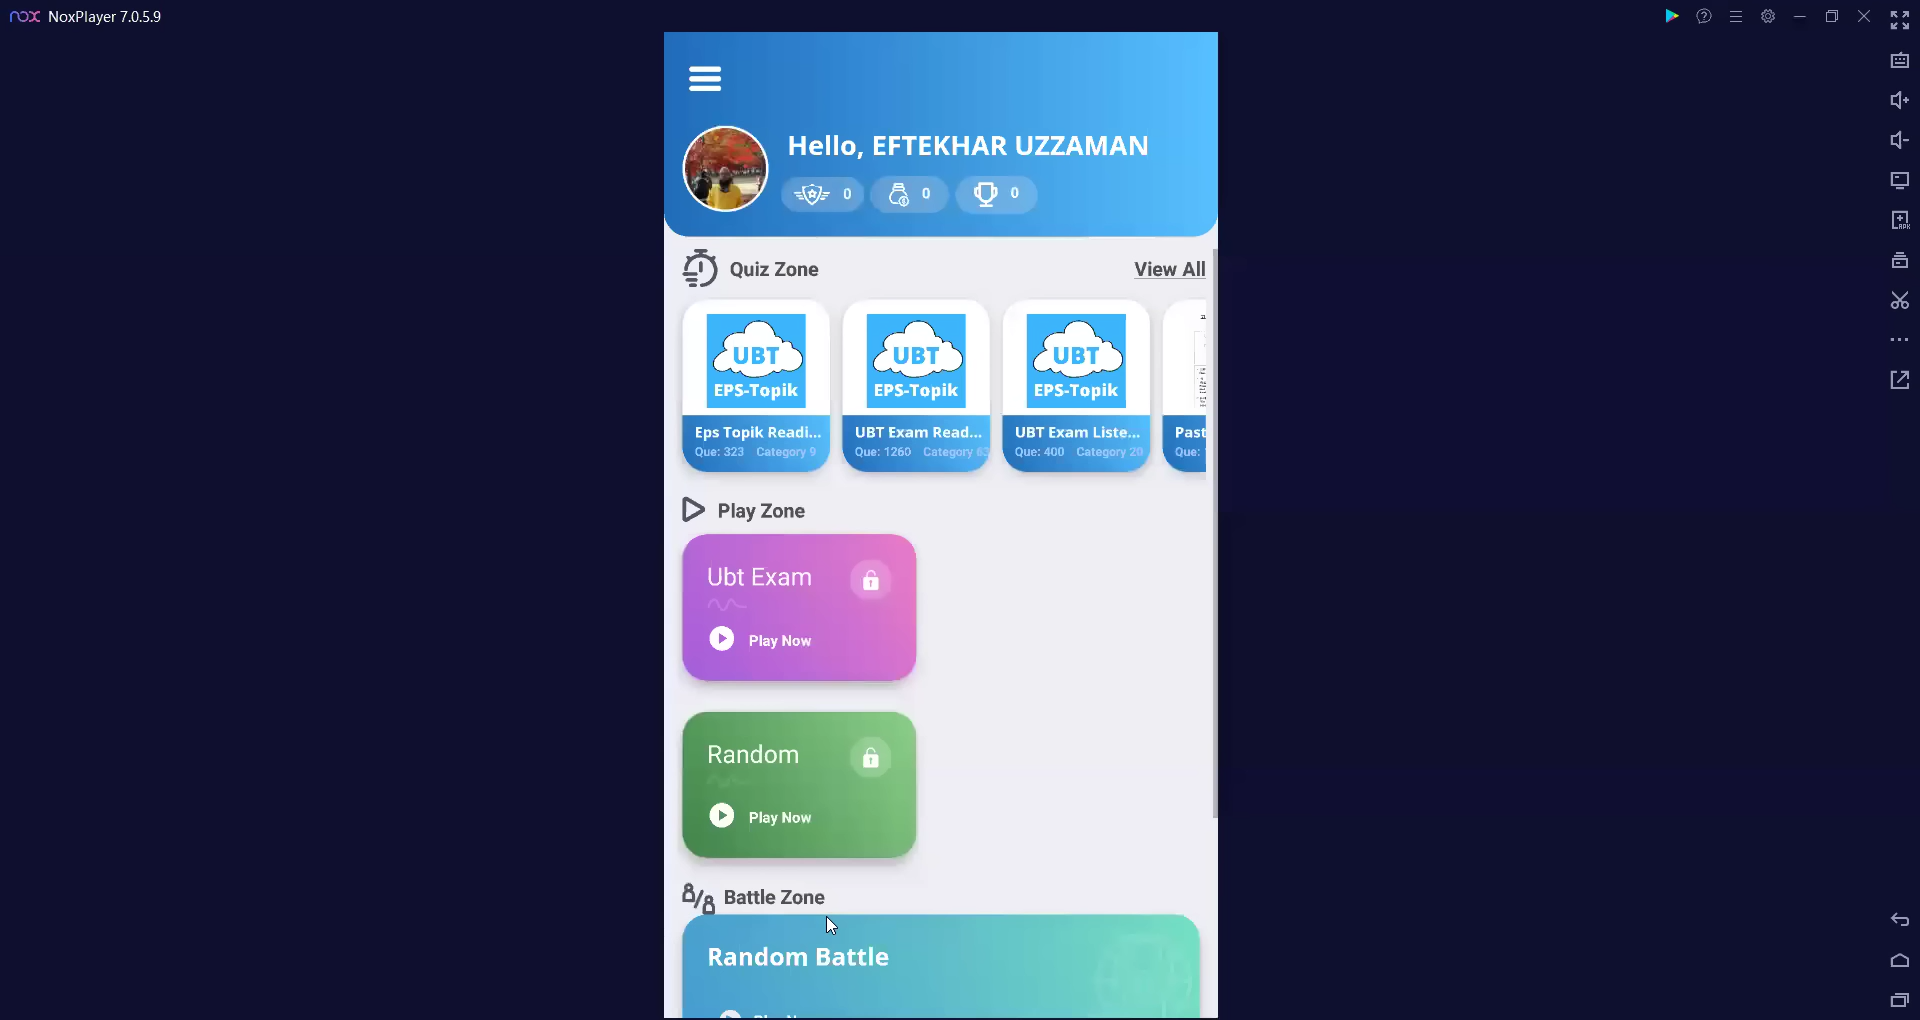 nox NoxPlayer 7.0.5.9
Hello, EFTEKHAR UZZAMAN
0 0 0
Quiz Zone View All
UBT EPS-Topik
UBT EPS-Topik
UBT EPS-Topik
Eps Topik Readi... UBT Exam Read... UBT Exam Liste... Past
Que: 323 Category 9 Que: 1260 Category 63 Que: 400 Category 20 Que:
Play Zone
Ubt Exam
Play Now
Random
Play Now
Battle Zone
Random Battle